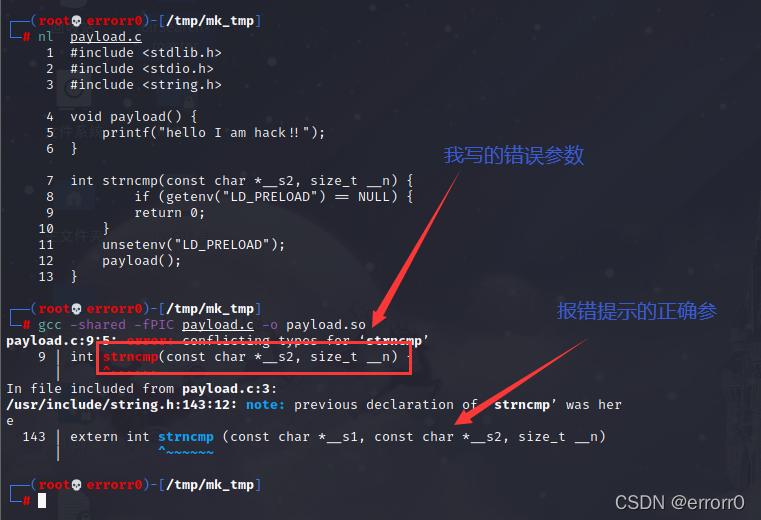 ┌──(root💀errorr0)-[/tmp/mk_tmp]
└─# nl payload.c
1 #include <stdlib.h>
2 #include <stdio.h>
3 #include <string.h>
4 void payload() {
5 printf("hello I am hack!!");
6 }
我写的错误参数
7 int strncmp(const char *__s2, size_t __n) {
8 if (getenv("LD_PRELOAD") == NULL) {
9 return 0;
10 }
11 unsetenv("LD_PRELOAD");
12 payload();
13 }
报错提示的正确参
┌──(root💀errorr0)-[/tmp/mk_tmp]
└─# gcc -shared -fPIC payload.c -o payload.so
payload.c:9:5: error: conflicting types for ‘strncmp’
9 | int strncmp(const char *__s2, size_t __n) {
| ^~~~~~~
In file included from payload.c:3:
/usr/include/string.h:143:12: note: previous declaration of ‘strncmp’ was her
e
143 | extern int strncmp (const char *__s1, const char *__s2, size_t __n)
| ^~~~~~~
┌──(root💀errorr0)-[/tmp/mk_tmp]
└─#
CSDN @errorr0